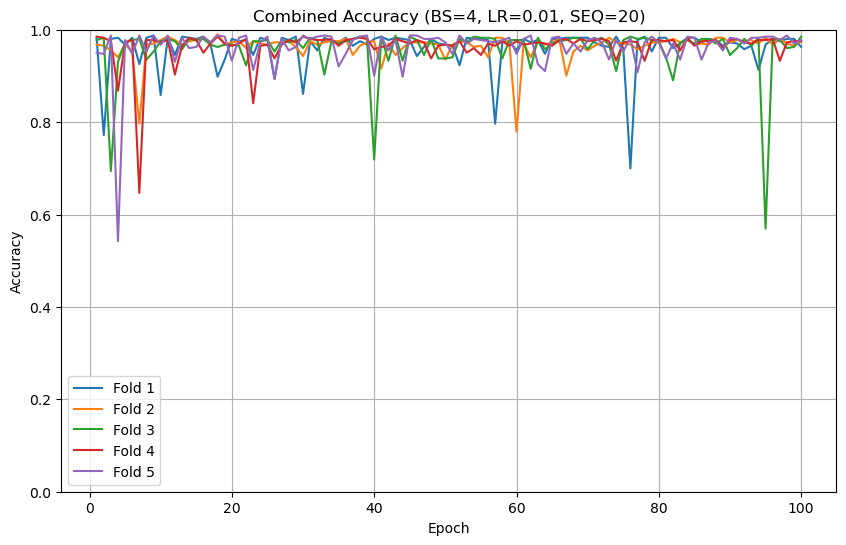 Combined Accuracy (BS=4, LR=0.01, SEQ=20)
1.0
0.8
0.6
0.4
0.2
0.0
Accuracy
Fold 1
Fold 2
Fold 3
Fold 4
Fold 5
0 20 40 60 80 100
Epoch